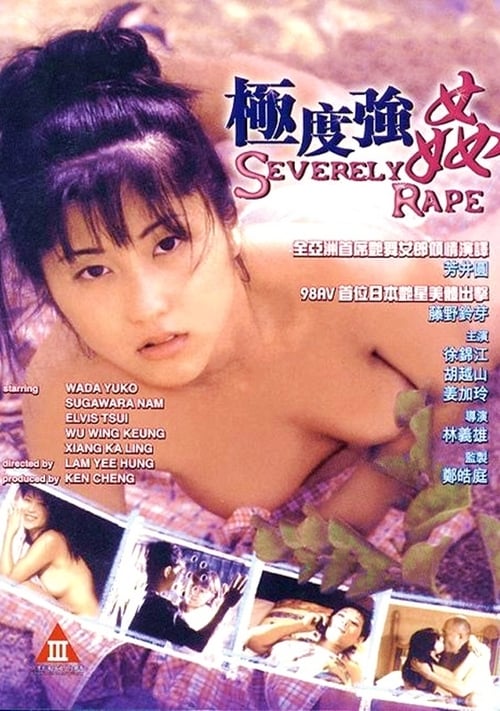 極度強姦
SEVERELY
RAPE
全亞洲首席艷舞女郎傾情演譯
芳井圓
98AV 首位日本艷星美體出擊
藤野鈴芽
主演
徐錦江
胡越山
姜加玲
導演
林義雄
監製
鄭皓庭
starring WADA YUKO
SUGAWARA NAM
ELVIS TSUI
WU WING KEUNG
XIANG KA LING
directed by LAM YEE HUNG
produced by KEN CHENG
III